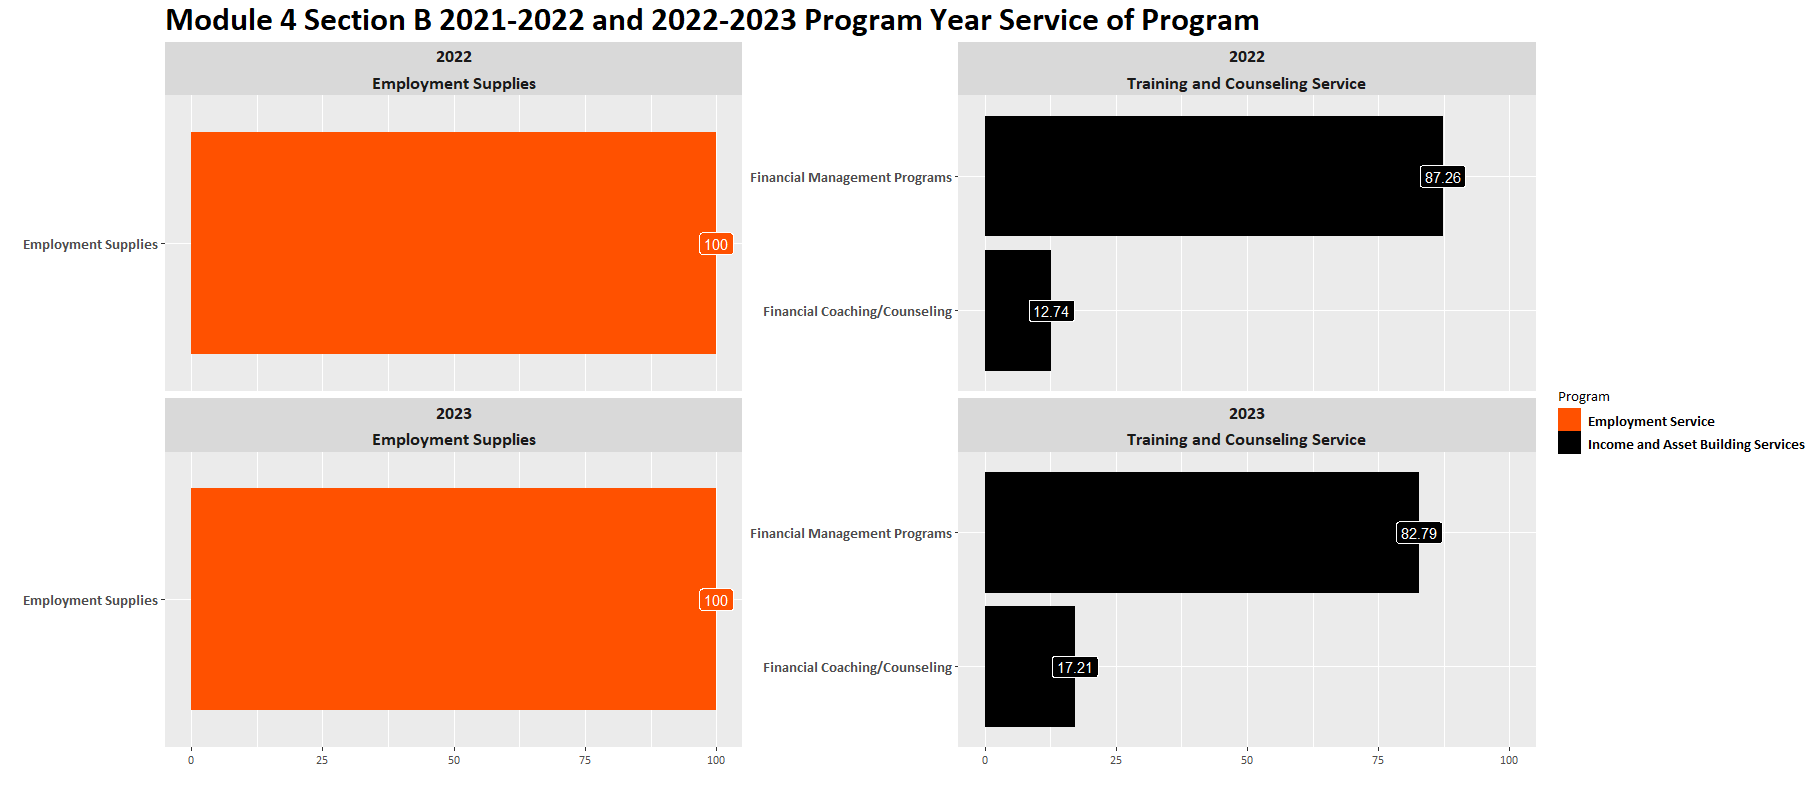 Module 4 Section B 2021-2022 and 2022-2023 Program Year Service of Program
2022
Employment Supplies
Employment Supplies
100
2022
Training and Counseling Service
Financial Management Programs
87.26
Financial Coaching/Counseling
12.74
2023
Employment Supplies
Employment Supplies
100
0
25
50
75
100
2023
Training and Counseling Service
Financial Management Programs
82.79
Financial Coaching/Counseling
17.21
0
25
50
75
100
Program
Employment Service
Income and Asset Building Services